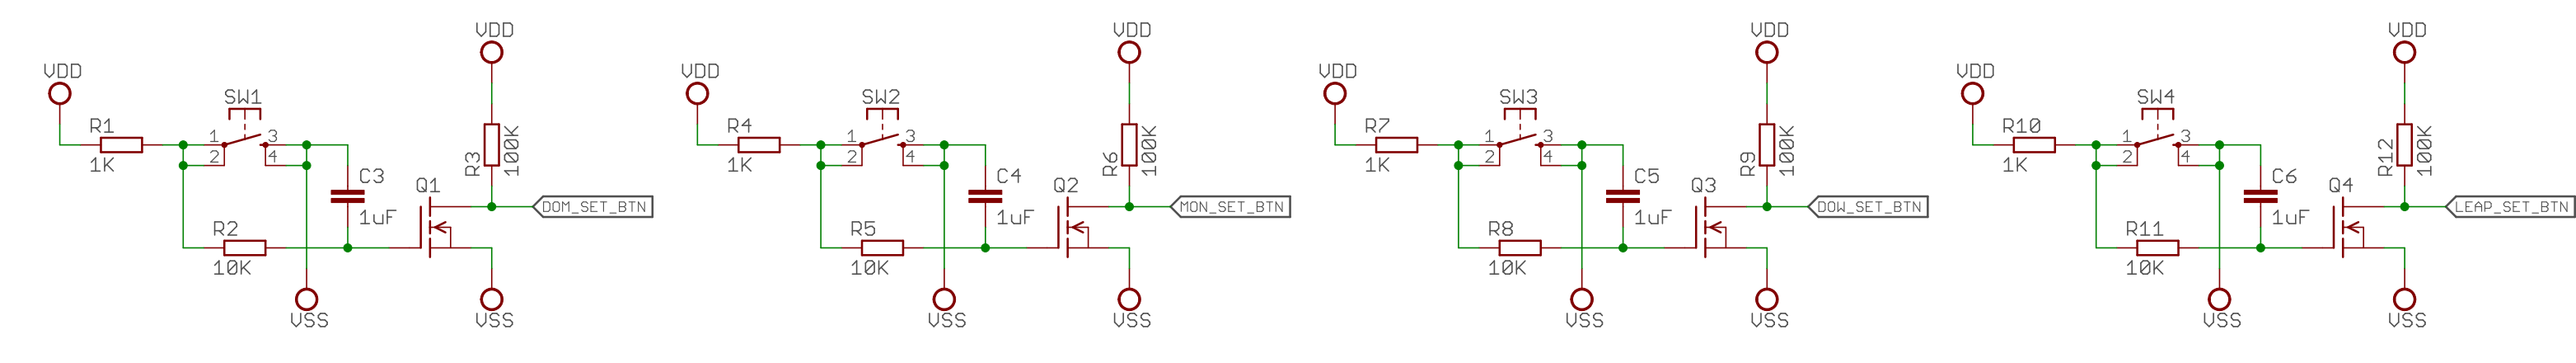 VDD
VDD
SW1
R1
1K
1
2
3
4
R3
100K
C3
1uF
Q1
DOM_SET_BTN
R2
10K
VSS
VSS
VDD
VDD
SW2
R4
1K
1
2
3
4
R6
100K
C4
1uF
Q2
MON_SET_BTN
R5
10K
VSS
VSS
VDD
VDD
SW3
R7
1K
1
2
3
4
R9
100K
C5
1uF
Q3
DOW_SET_BTN
R8
10K
VSS
VSS
VDD
VDD
SW4
R10
1K
1
2
3
4
R12
100K
C6
1uF
Q4
LEAP_SET_BTN
R11
10K
VSS
VSS